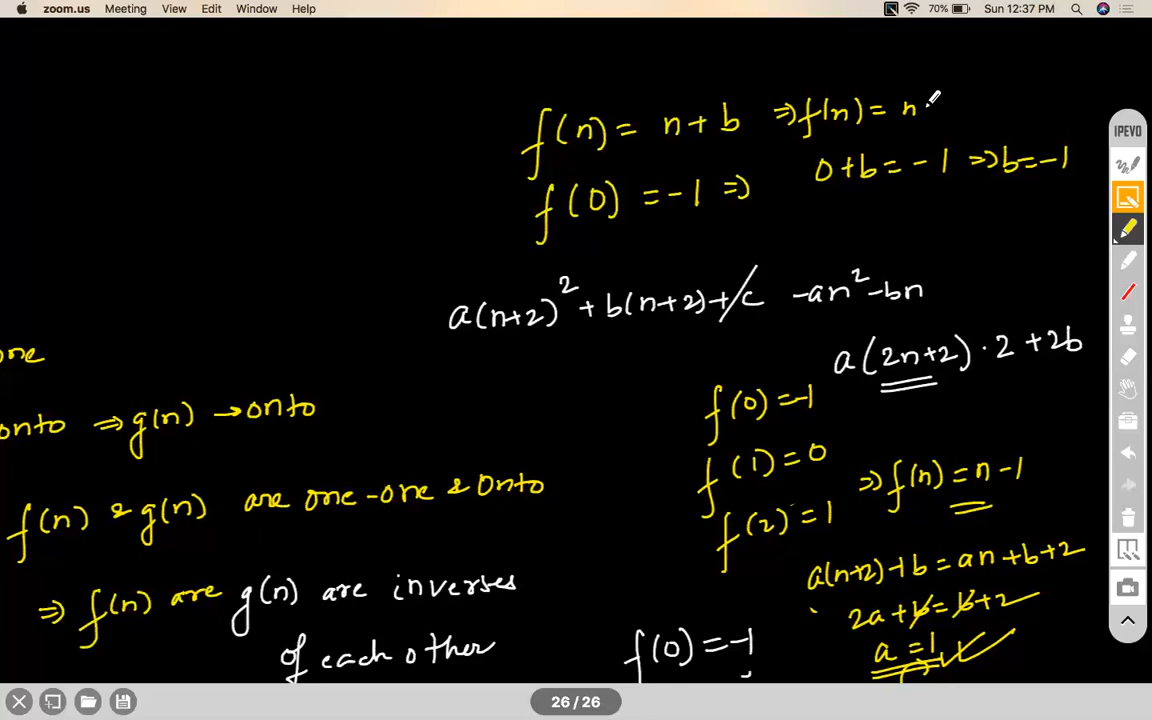 zoom.us Meeting View Edit Window Help 70% Sun 12:37 PM
f(n) = n + b ⇒ f(n) = n
0 + b = -1 ⇒ b = -1
f(0) = -1 ⇒
a(n+2)² + b(n+2) + c - an² - bn
a(2n+2) · 2 + 2b
one
f(0) = -1
onto ⇒ g(n) → onto
f(1) = 0
⇒ f(n) = n - 1
f(2) = 1
f(n) & g(n) are one-one & onto
a(n+2) + b = an + b + 2
2a + b = b + 2
⇒ f(n) are g(n) are inverses
a = 1
of each other
f(0) = -1
IPEVO
26 / 26